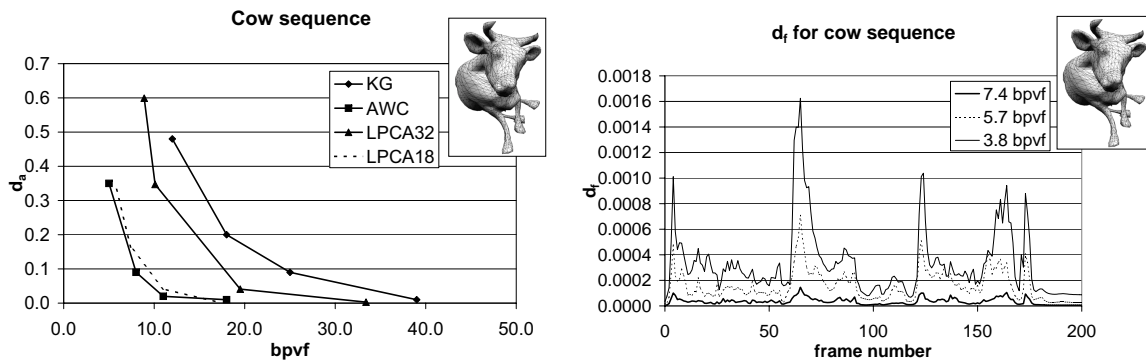 Cow sequence
0.7
0.6
0.5
0.4
0.3
0.2
0.1
0.0
d_a
0.0 10.0 20.0 30.0 40.0 50.0
bpvf
KG
AWC
LPCA32
LPCA18
d_f for cow sequence
0.0018
0.0016
0.0014
0.0012
0.0010
0.0008
0.0006
0.0004
0.0002
0.0000
d_f
0 50 100 150 200
frame number
7.4 bpvf
5.7 bpvf
3.8 bpvf